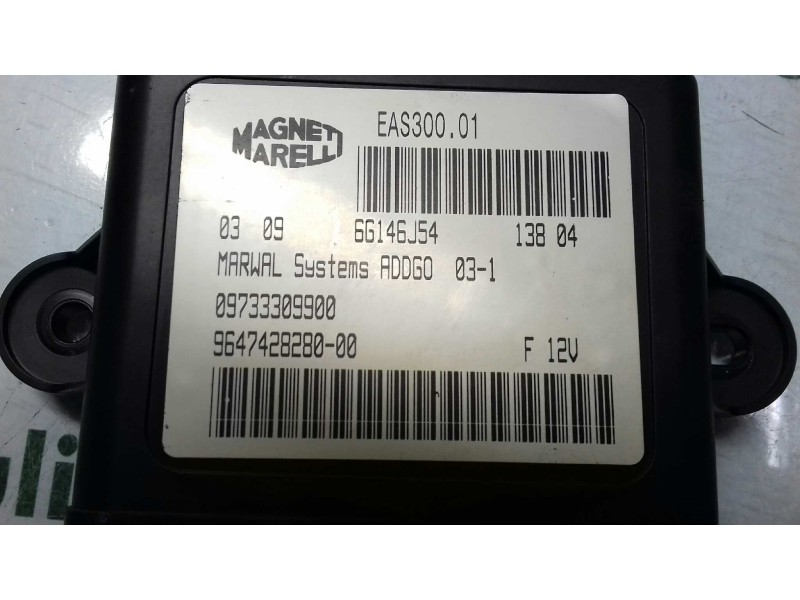 MAGNETI
MARELLI
EAS300.01
03 09 6G146J54 138 04
MARWAL Systems ADDGO 03-1
09733309900
9647428280-00 F 12V